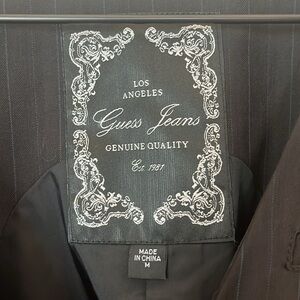 LOS
ANGELES
Guess Jeans
GENUINE QUALITY
Est. 1981
MADE
IN CHINA
M